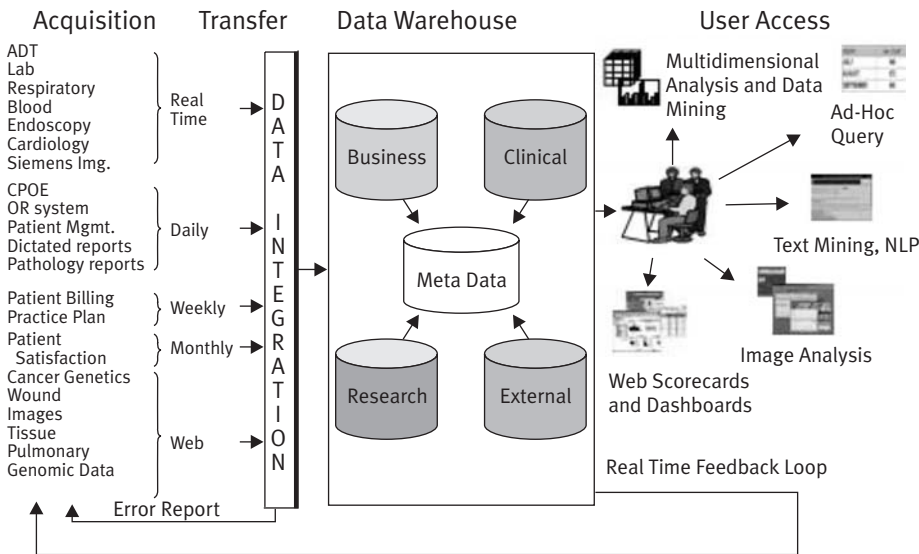 Acquisition
Transfer
Data Warehouse
User Access
ADT
Lab
Respiratory
Blood
Endoscopy
Cardiology
Siemens Img.
Real
Time
CPOE
OR system
Patient Mgmt.
Dictated reports
Pathology reports
Daily
Patient Billing
Practice Plan
Weekly
Patient
Satisfaction
Monthly
Cancer Genetics
Wound
Images
Tissue
Pulmonary
Genomic Data
Web
Error Report
DATA INTEGRATION
Business
Clinical
Meta Data
Research
External
Multidimensional
Analysis and Data
Mining
Ad-Hoc
Query
Text Mining, NLP
Image Analysis
Web Scorecards
and Dashboards
Real Time Feedback Loop